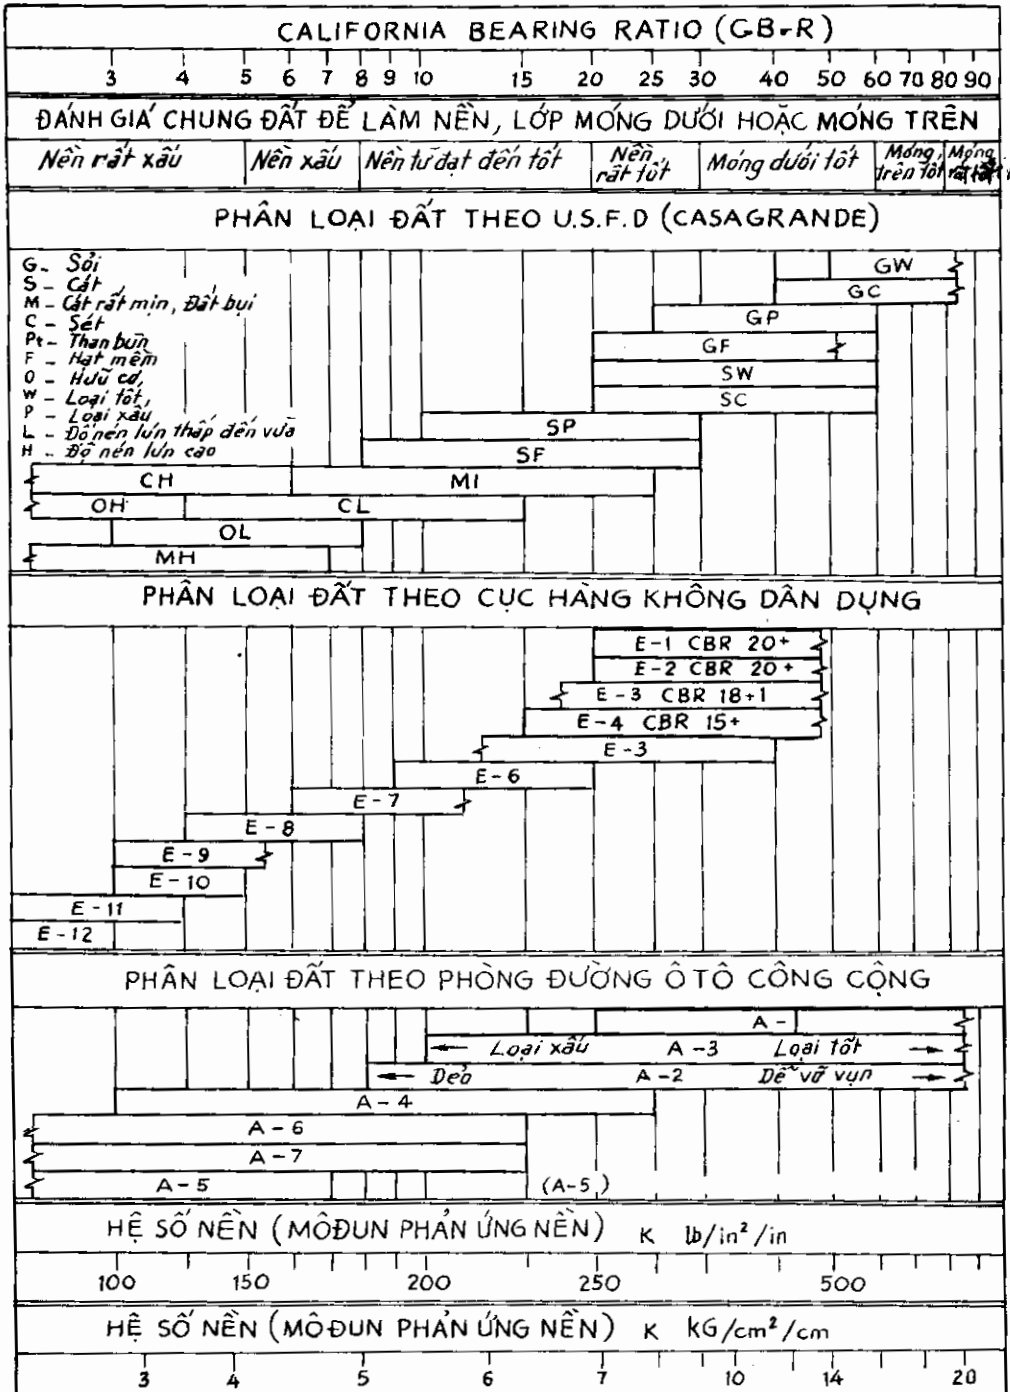 CALIFORNIA BEARING RATIO (CB-R)
3 4 5 6 7 8 9 10 15 20 25 30 40 50 60 70 80 90
ĐÁNH GIÁ CHUNG ĐẤT ĐỂ LÀM NỀN, LỚP MÓNG DƯỚI HOẶC MÓNG TRÊN
Nền rất xấu Nền xấu Nền từ đạt đến tốt Nền rất tốt Móng dưới tốt Móng trên tốt Móng
PHÂN LOẠI ĐẤT THEO U.S.F.D (CASAGRANDE)
G - Sỏi
S - Cát
M - Cát rất mịn, Đất bụi
C - Sét
Pt - Than bùn
F - Hạt mềm
O - Hữu cơ,
W - Loại tốt,
P - Loại xấu
L - Độ nén lún thấp đến vừa
H - Độ nén lún cao
GW
GC
GP
GF
SW
SC
SP
SF
CH MI
OH CL
OL
MH
PHÂN LOẠI ĐẤT THEO CỤC HÀNG KHÔNG DÂN DỤNG
E-1 CBR 20+
E-2 CBR 20+
E-3 CBR 18+1
E-4 CBR 15+
E-3
E-6
E-7
E-8
E-9
E-10
E-11
E-12
PHÂN LOẠI ĐẤT THEO PHÒNG ĐƯỜNG Ô TÔ CÔNG CỘNG
A-
← Loại xấu A-3 Loại tốt →
← Dẻo A-2 Dễ vỡ vụn →
A-4
A-6
A-7
A-5 (A-5)
HỆ SỐ NỀN (MÔĐUN PHẢN ỨNG NỀN) K lb/in²/in
100 150 200 250 500
HỆ SỐ NỀN (MÔĐUN PHẢN ỨNG NỀN) K kG/cm²/cm
3 4 5 6 7 10 14 20